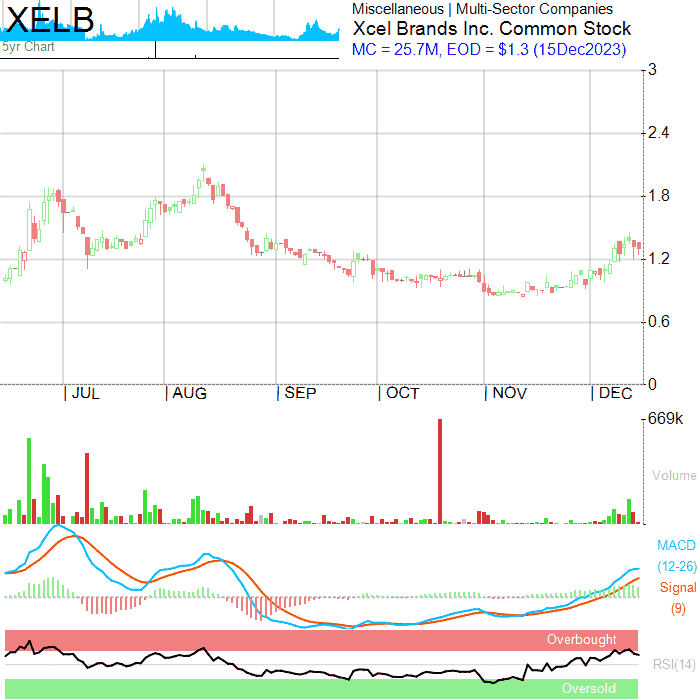 XELB
5yr Chart
Miscellaneous | Multi-Sector Companies
Xcel Brands Inc. Common Stock
MC = 25.7M, EOD = $1.3 (15Dec2023)
3
2.4
1.8
1.2
0.6
0
| JUL | AUG | SEP | OCT | NOV | DEC
669k
Volume
MACD
(12-26)
Signal
(9)
Overbought
RSI(14)
Oversold